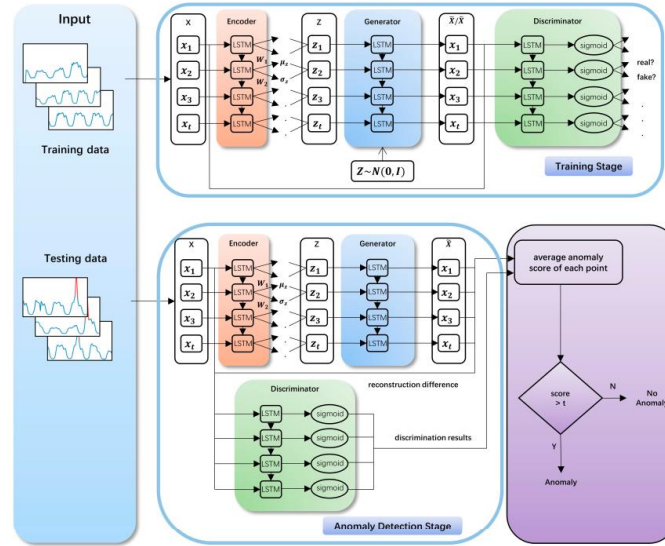 Input
Training data
Testing data
X
Encoder
Z
Generator
X̄/X̂
Discriminator
x₁ LSTM z₁ LSTM x₁ LSTM sigmoid
W₁ μₓ
x₂ LSTM z₂ LSTM x₂ LSTM sigmoid
real?
fake?
W₂ σₓ
x₃ LSTM z₃ LSTM x₃ LSTM sigmoid
xₜ LSTM zₜ LSTM xₜ LSTM sigmoid
Z~N(0,I)
Training Stage
X
Encoder
Z
Generator
X̂
x₁ LSTM z₁ LSTM x₁
W₁ μₓ
x₂ LSTM z₂ LSTM x₂
W₂ σₓ
x₃ LSTM z₃ LSTM x₃
xₜ LSTM zₜ LSTM xₜ
reconstruction difference
Discriminator
LSTM sigmoid
LSTM sigmoid
discrimination results
LSTM sigmoid
LSTM sigmoid
Anomaly Detection Stage
average anomaly
score of each point
score
> t
N
No
Anomaly
Y
Anomaly